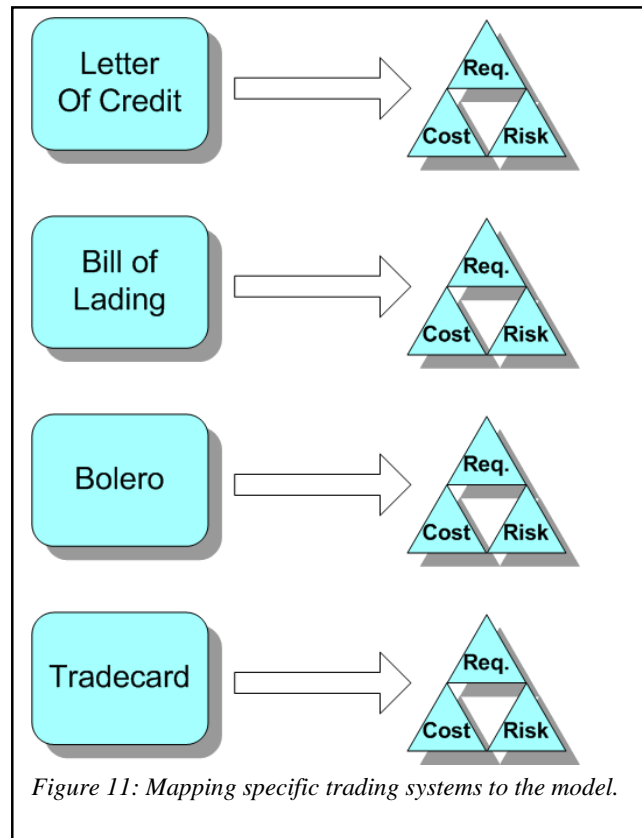 Letter
Of Credit
Req.
Cost Risk
Bill of
Lading
Req.
Cost Risk
Bolero
Req.
Cost Risk
Tradecard
Req.
Cost Risk
Figure 11: Mapping specific trading systems to the model.